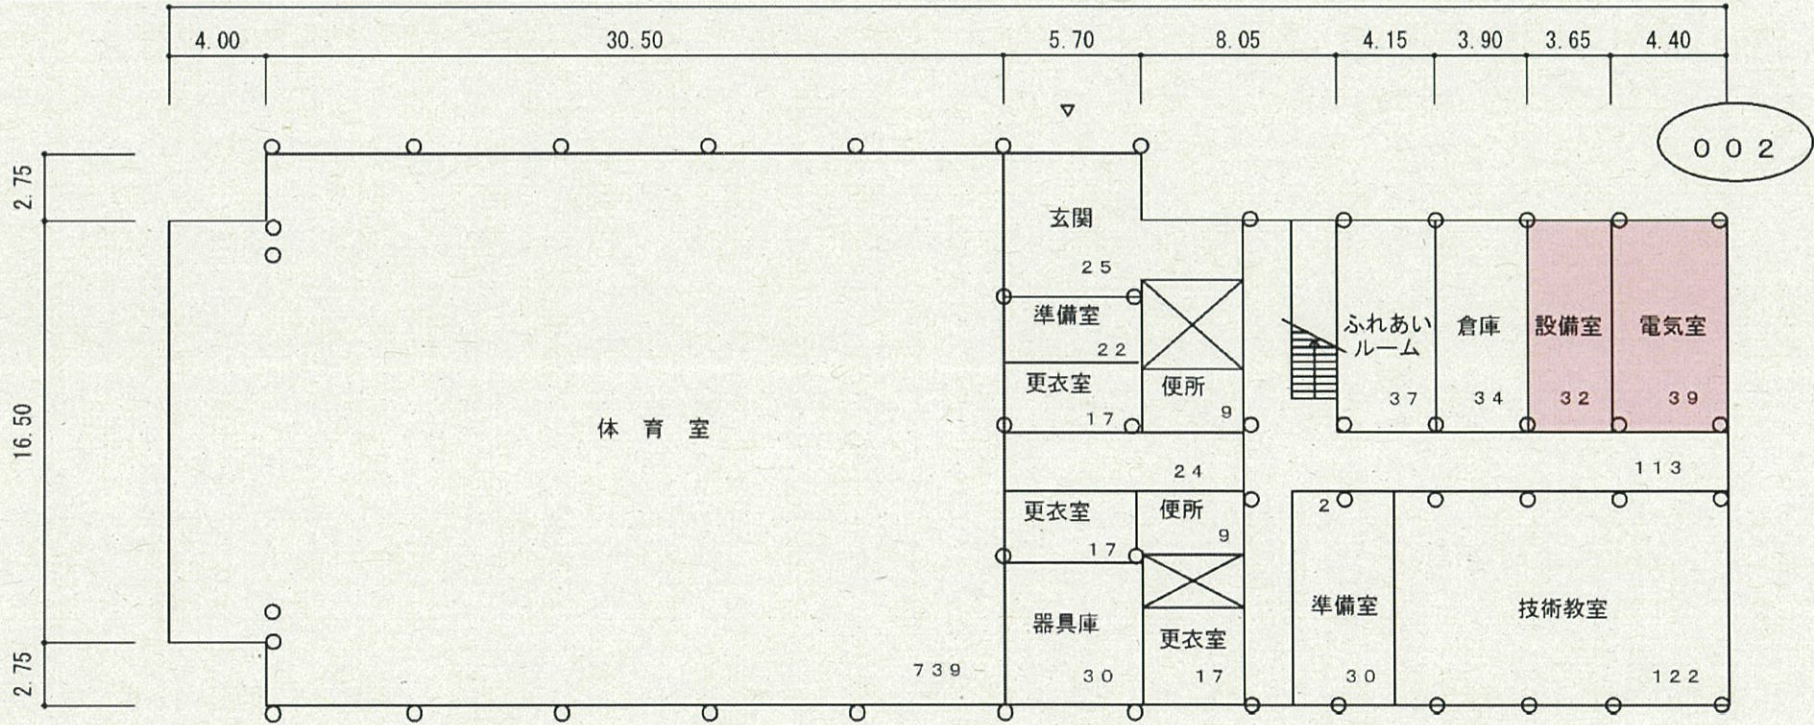 4.00 30.50 5.70 8.05 4.15 3.90 3.65 4.40
002
2.75
16.50
2.75
玄関
25
準備室
22
更衣室
17
便所
9
ふれあい
ルーム
37
倉庫
34
設備室
32
電気室
39
体育室
739
24
113
更衣室
17
便所
9
器具庫
30
更衣室
17
2
準備室
30
技術教室
122